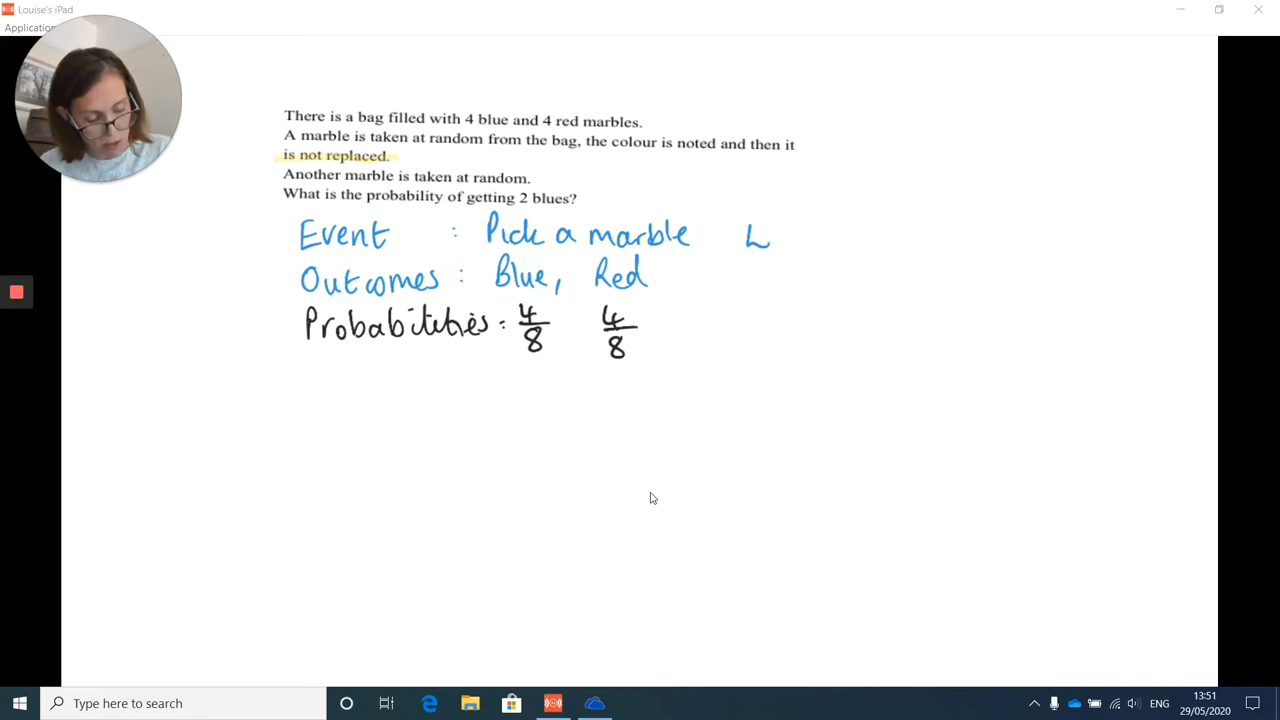 Louise's iPad
Application
There is a bag filled with 4 blue and 4 red marbles.
A marble is taken at random from the bag, the colour is noted and then it
is not replaced.
Another marble is taken at random.
What is the probability of getting 2 blues?
Event : Pick a marble L
Outcomes : Blue, Red
Probabilities : 4/8 4/8
Type here to search
ENG
13:51
29/05/2020